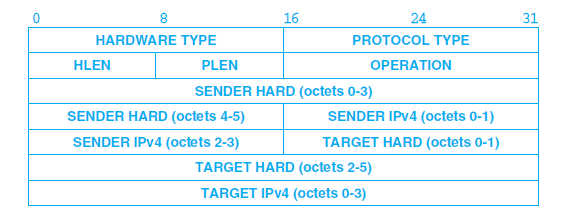 0 8 16 24 31
HARDWARE TYPE PROTOCOL TYPE
HLEN PLEN OPERATION
SENDER HARD (octets 0-3)
SENDER HARD (octets 4-5) SENDER IPv4 (octets 0-1)
SENDER IPv4 (octets 2-3) TARGET HARD (octets 0-1)
TARGET HARD (octets 2-5)
TARGET IPv4 (octets 0-3)